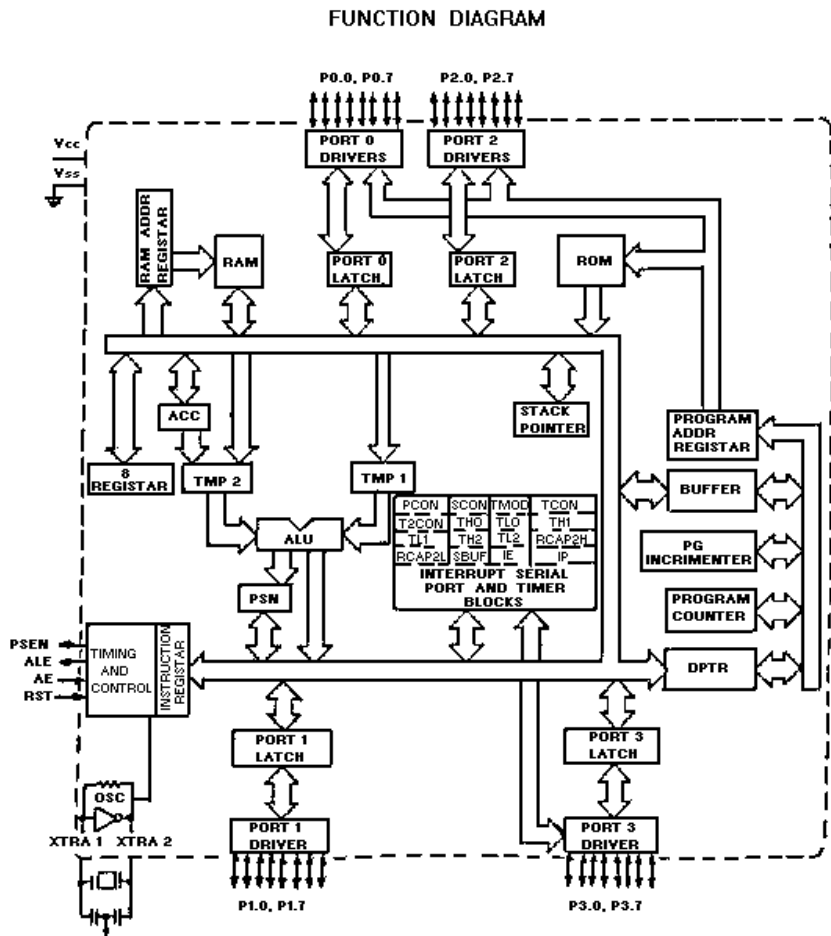 FUNCTION DIAGRAM
P0.0, P0.7
P2.0, P2.7
Vcc
Vss
PORT 0
DRIVERS
PORT 2
DRIVERS
RAM ADDR
REGISTAR
RAM
PORT 0
LATCH
PORT 2
LATCH
ROM
ACC
STACK
POINTER
PROGRAM
ADDR
REGISTAR
8
REGISTAR
TMP 2
TMP 1
BUFFER
PCON SCON TMOD TCON
T2CON TH0 TL0 TH1
TL1 TH2 TL2 RCAP2H
RCAP2L SBUF IE IP
INTERRUPT SERIAL
PORT AND TIMER
BLOCKS
ALU
PG
INCRIMENTER
PSN
PROGRAM
COUNTER
PSEN
ALE
AE
RST
TIMING
AND
CONTROL
INSTRUCTION
REGISTAR
DPTR
PORT 1
LATCH
PORT 3
LATCH
OSC
XTRA 1 XTRA 2
PORT 1
DRIVER
PORT 3
DRIVER
P1.0, P1.7
P3.0, P3.7